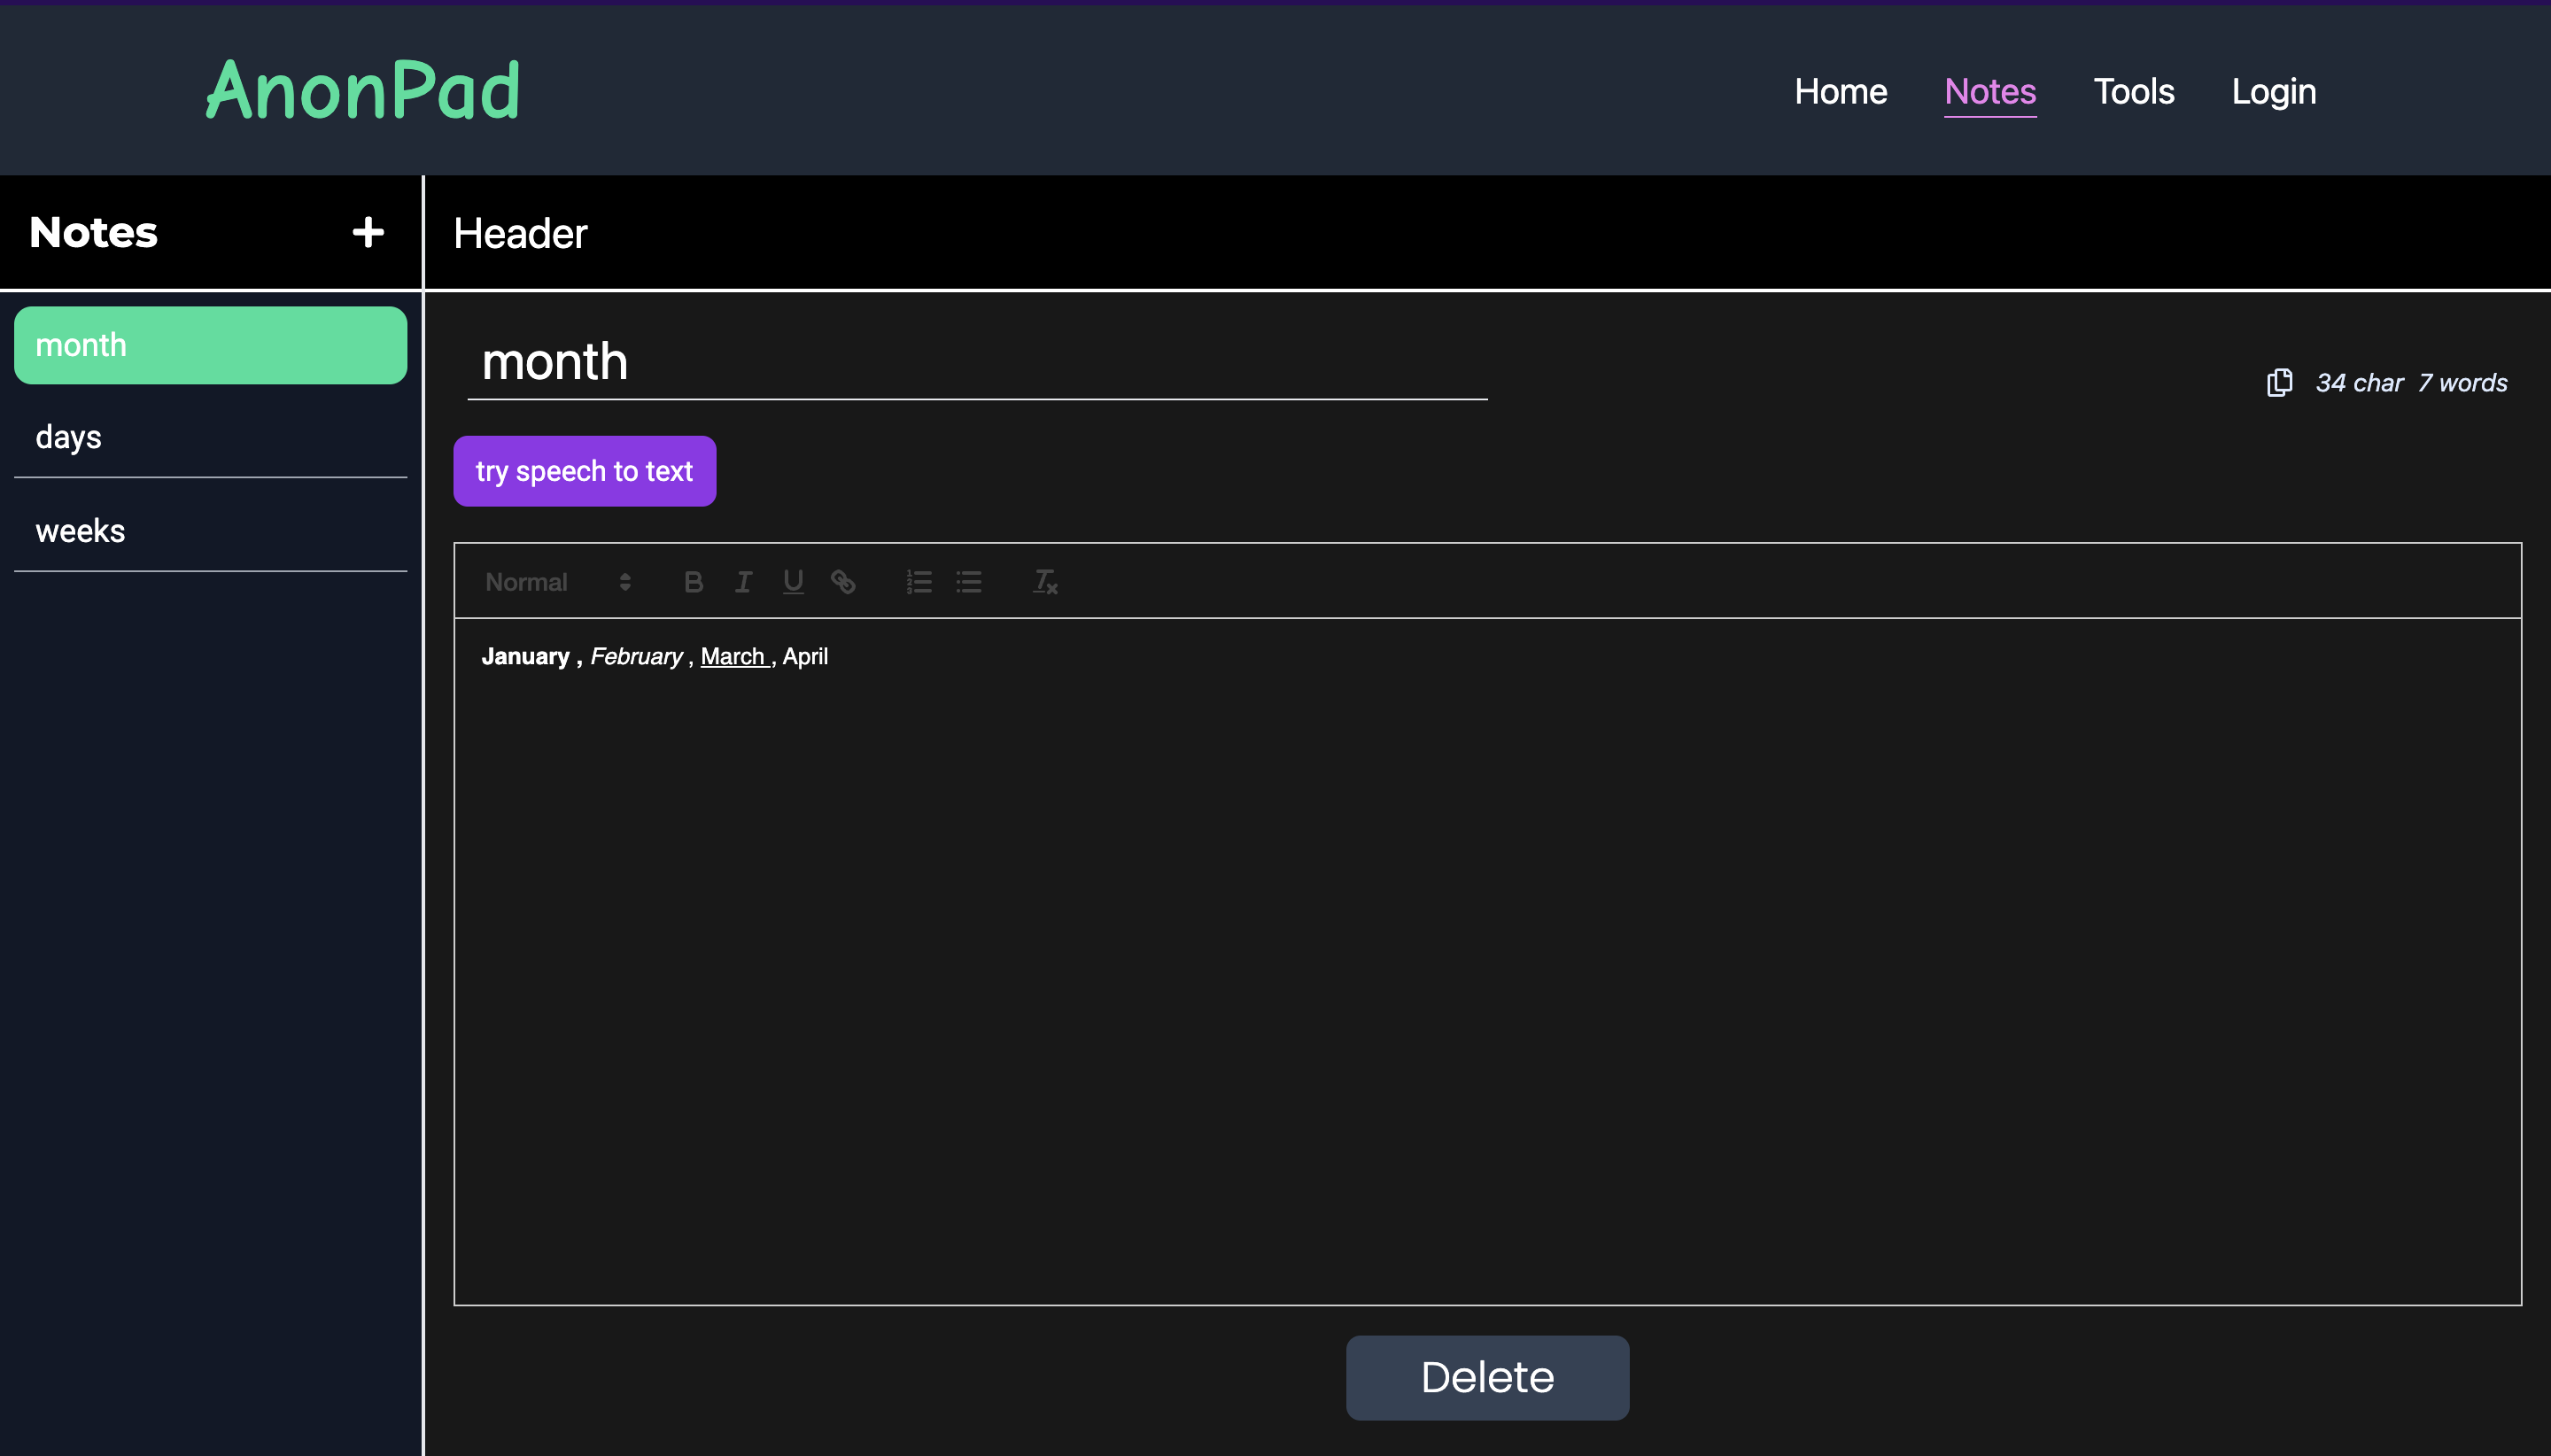 AnonPad
Home Notes Tools Login
Notes +
Header
month
days
weeks
month
34 char 7 words
try speech to text
Normal B I U
January , February , March , April
Delete